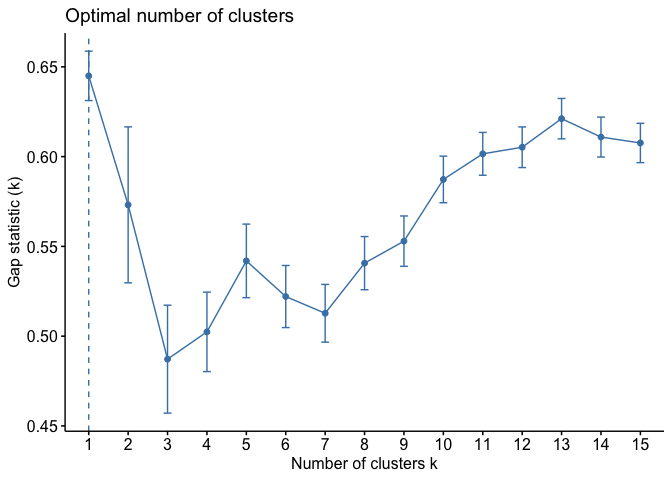 Optimal number of clusters
Gap statistic (k)
0.65
0.60
0.55
0.50
0.45
1 2 3 4 5 6 7 8 9 10 11 12 13 14 15
Number of clusters k